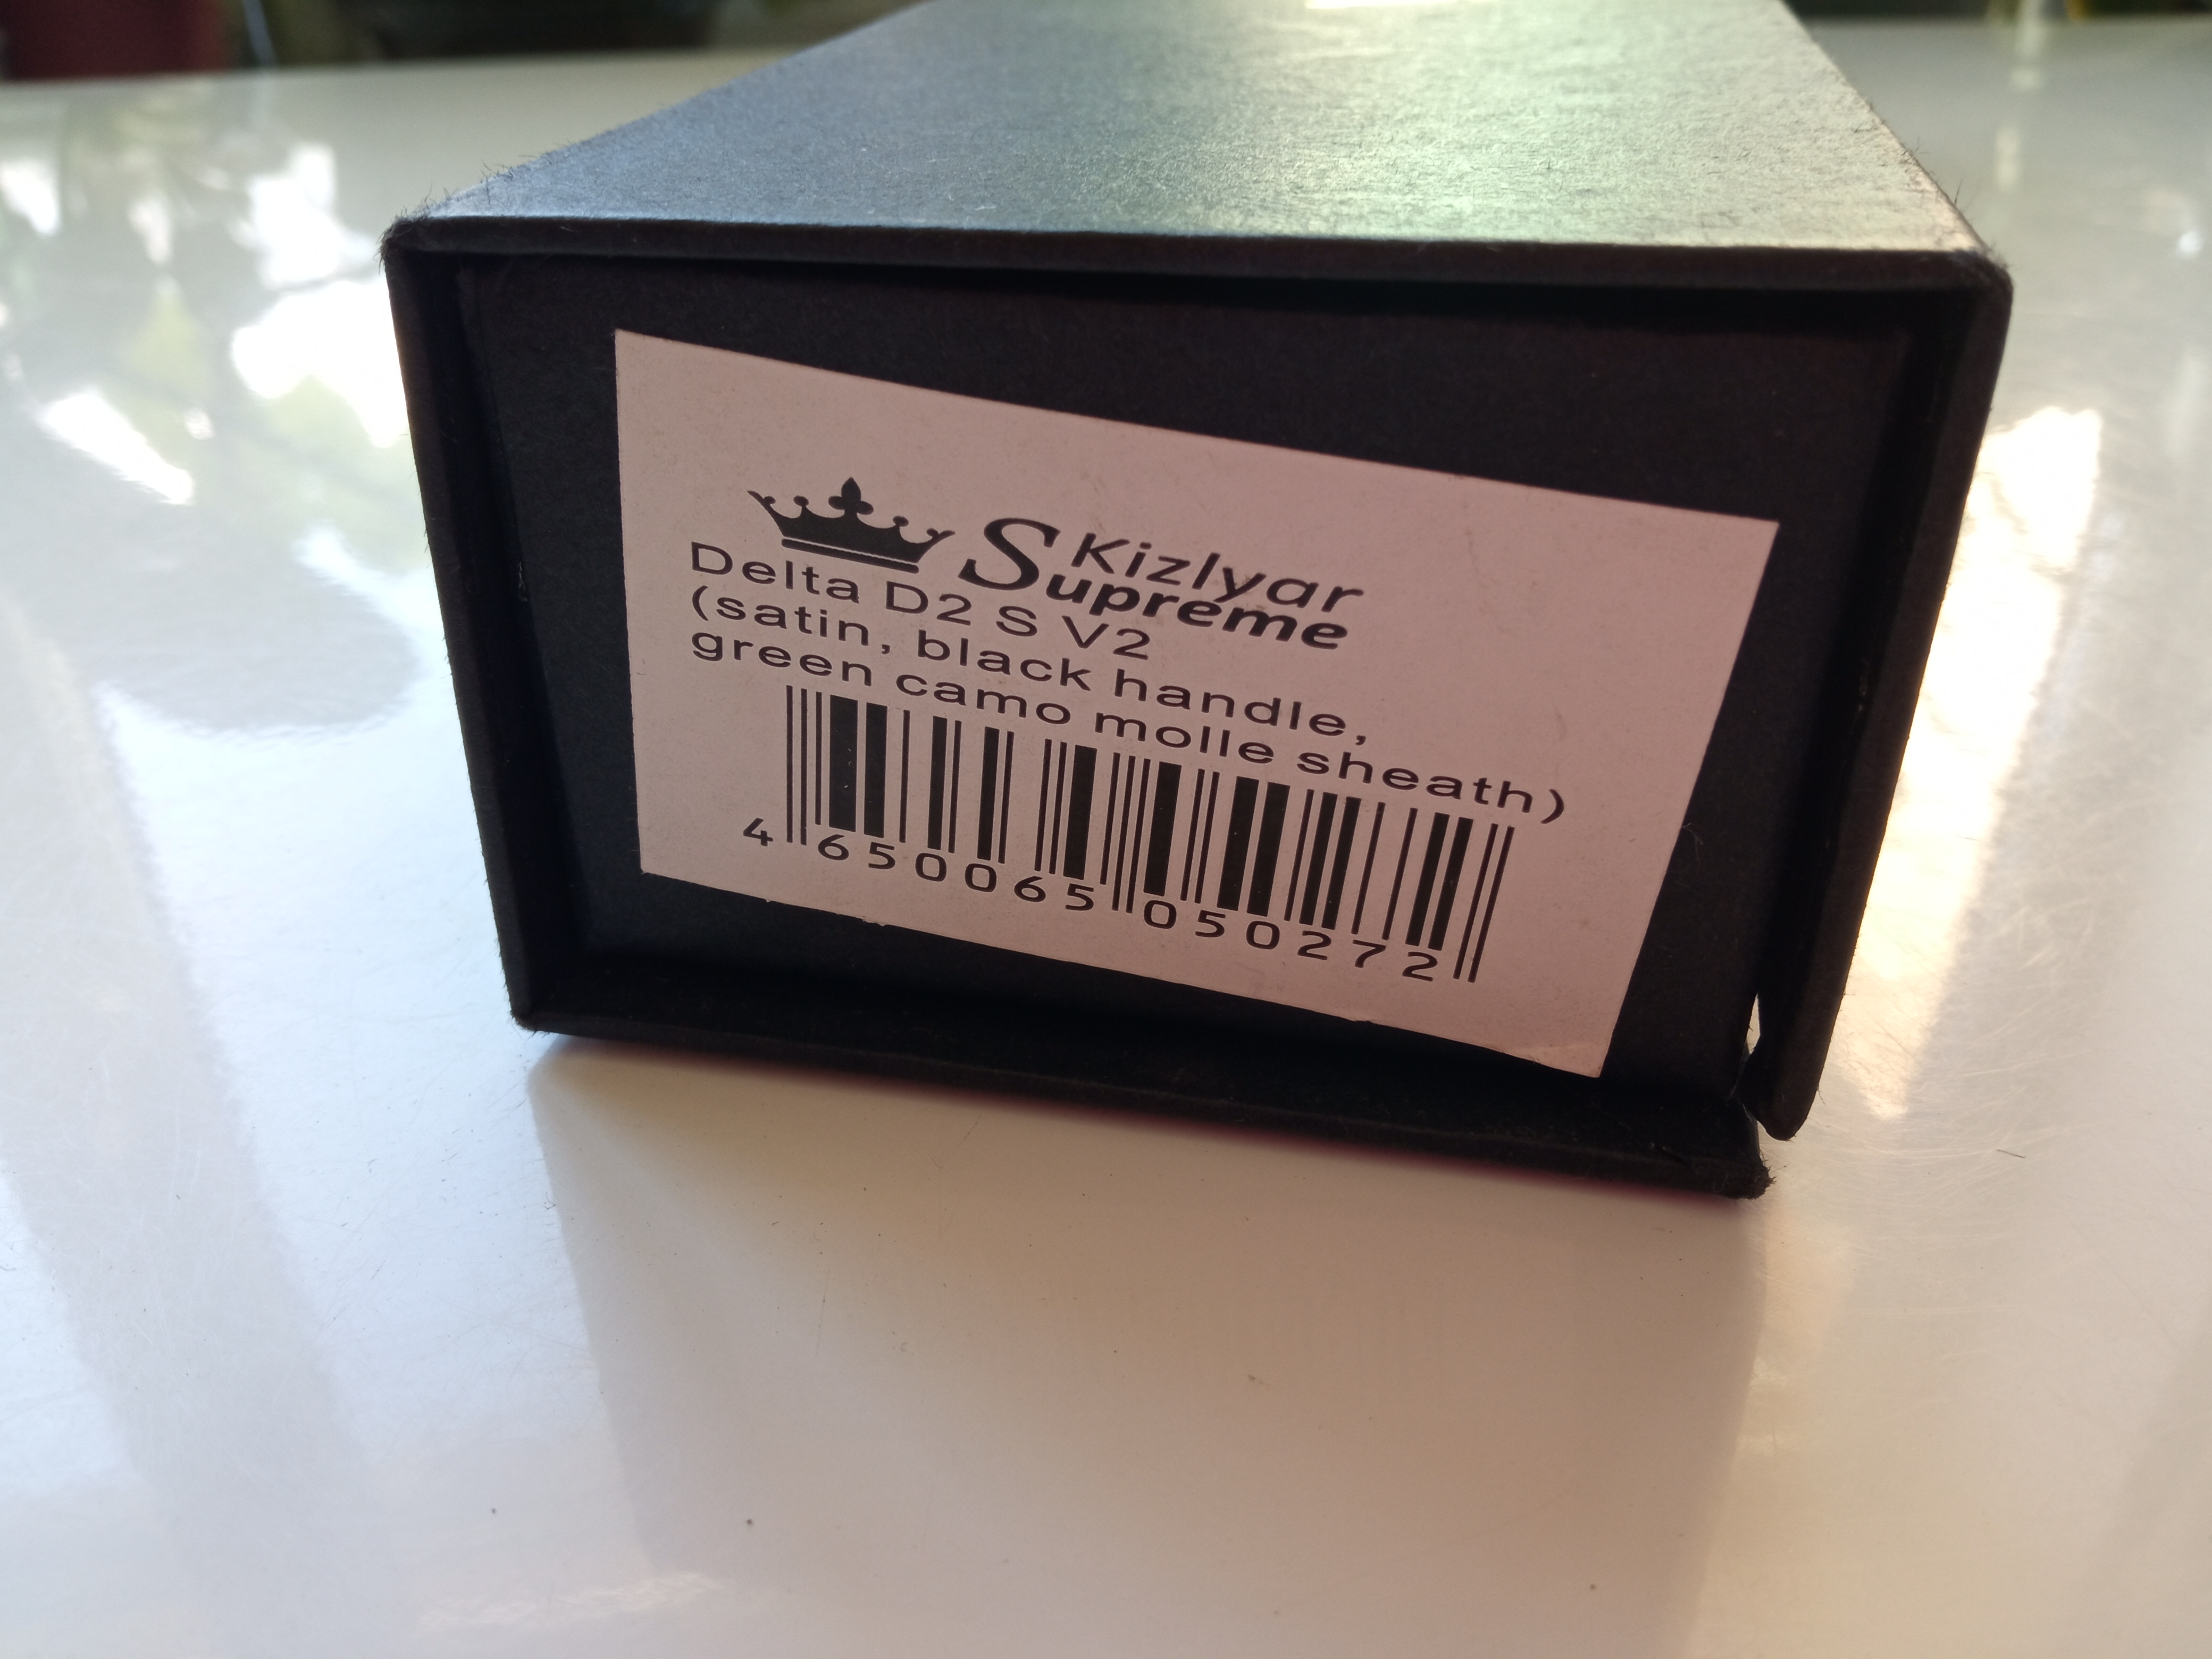 Kizlyar
Supreme
Delta D2 S V2
(satin, black handle,
green camo molle sheath)
4 650065 050272